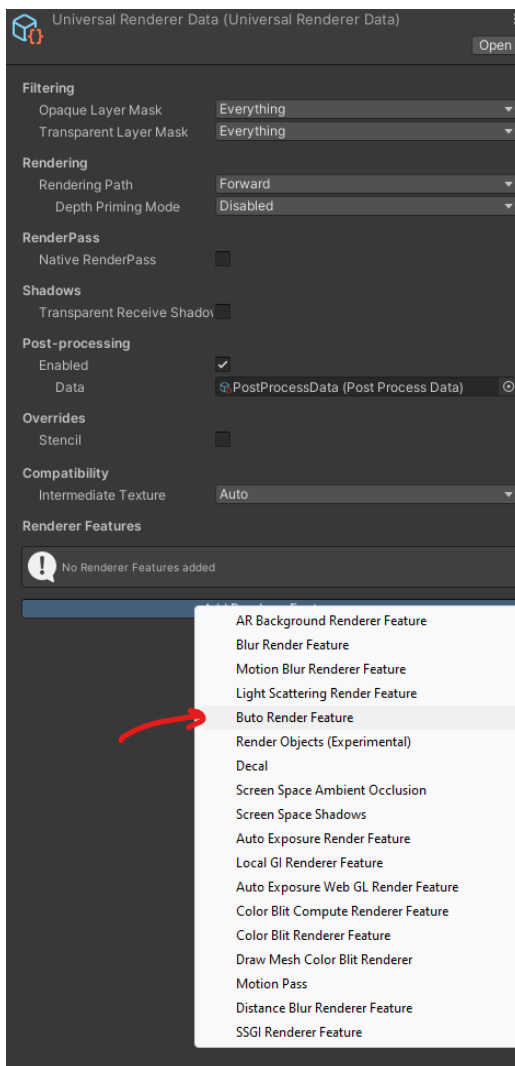 Universal Renderer Data (Universal Renderer Data)
Open
Filtering
Opaque Layer Mask Everything
Transparent Layer Mask Everything
Rendering
Rendering Path Forward
Depth Priming Mode Disabled
RenderPass
Native RenderPass
Shadows
Transparent Receive Shadov
Post-processing
Enabled
Data PostProcessData (Post Process Data)
Overrides
Stencil
Compatibility
Intermediate Texture Auto
Renderer Features
No Renderer Features added
AR Background Renderer Feature
Blur Render Feature
Motion Blur Renderer Feature
Light Scattering Render Feature
Buto Render Feature
Render Objects (Experimental)
Decal
Screen Space Ambient Occlusion
Screen Space Shadows
Auto Exposure Render Feature
Local GI Renderer Feature
Auto Exposure Web GL Render Feature
Color Blit Compute Renderer Feature
Color Blit Renderer Feature
Draw Mesh Color Blit Renderer
Motion Pass
Distance Blur Renderer Feature
SSGI Renderer Feature